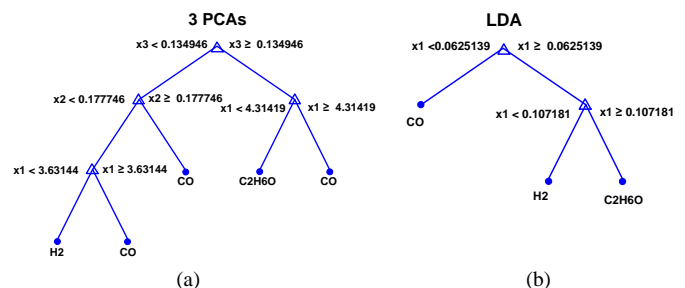 3 PCAs
x3 < 0.134946 x3 ≥ 0.134946
x2 < 0.177746 x2 ≥ 0.177746
x1 < 4.31419 x1 ≥ 4.31419
x1 < 3.63144 x1 ≥ 3.63144
CO
C2H6O
CO
H2
CO
(a)
LDA
x1 <0.0625139 x1 ≥ 0.0625139
CO
x1 < 0.107181 x1 ≥ 0.107181
H2
C2H6O
(b)